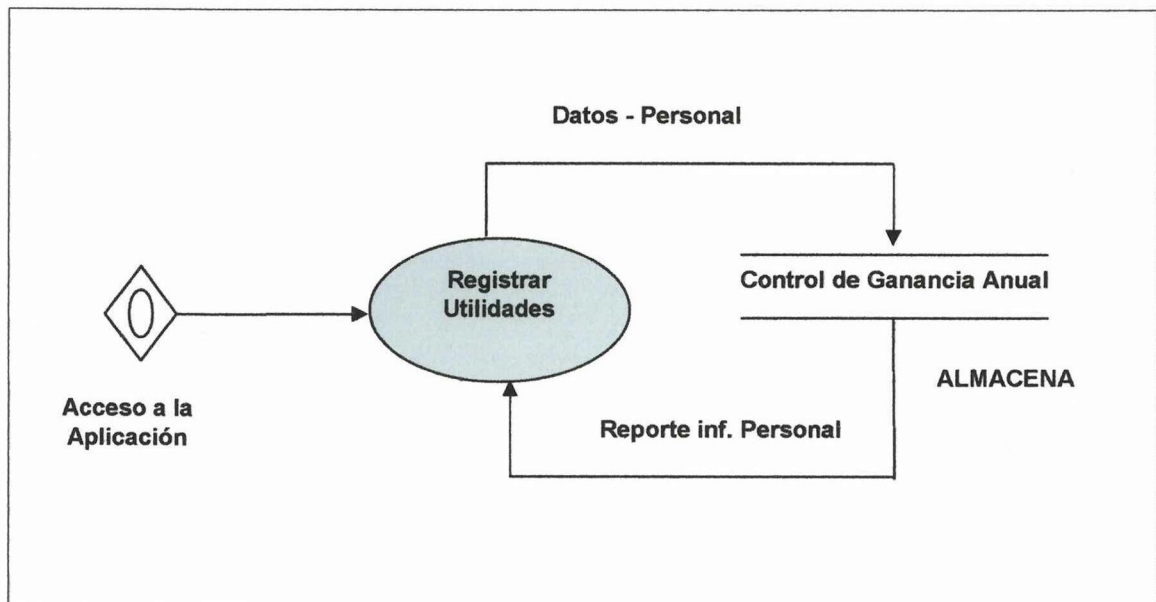 Datos - Personal
Registrar
Utilidades
Control de Ganancia Anual
ALMACENA
Acceso a la
Aplicación
Reporte inf. Personal